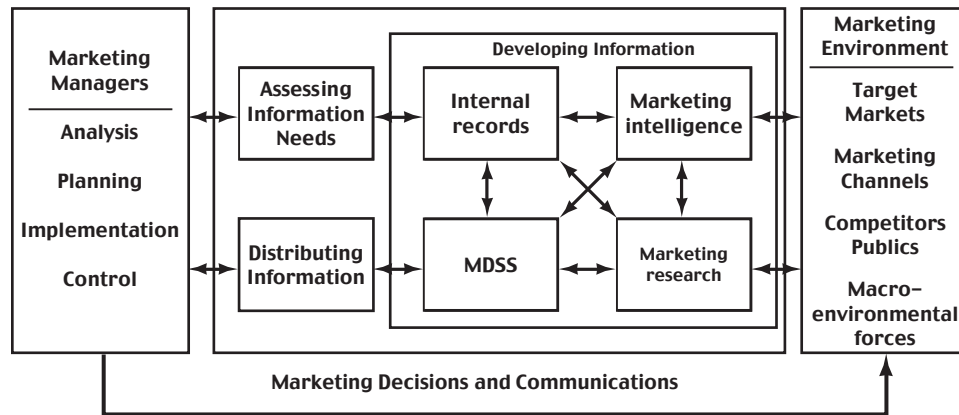 Marketing
Managers
Analysis
Planning
Implementation
Control
Assessing
Information
Needs
Distributing
Information
Developing Information
Internal
records
Marketing
intelligence
MDSS
Marketing
research
Marketing
Environment
Target
Markets
Marketing
Channels
Competitors
Publics
Macro-
environmental
forces
Marketing Decisions and Communications